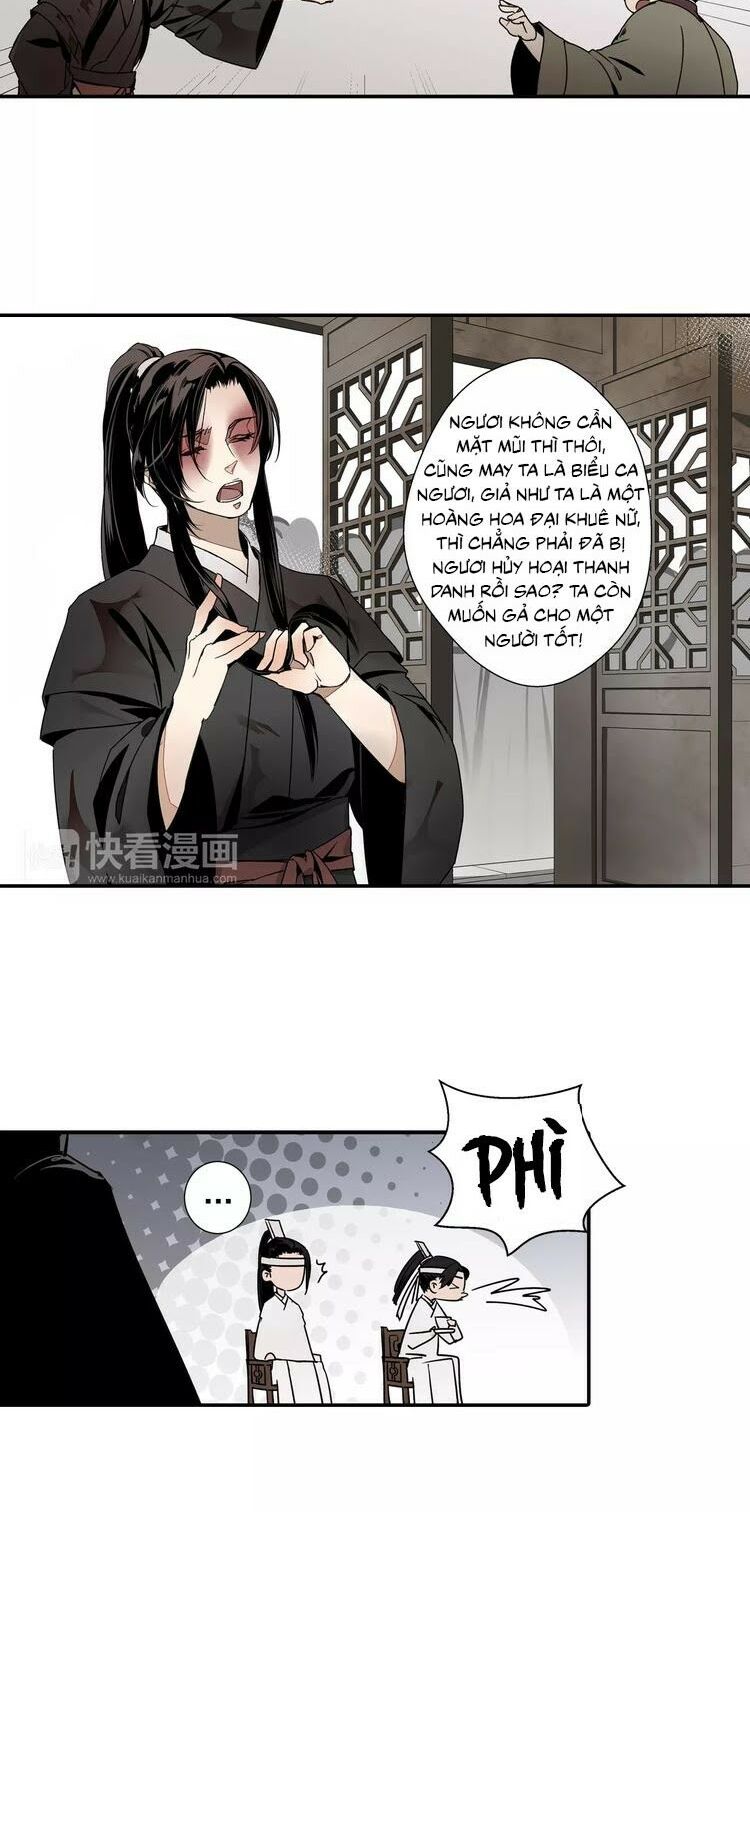 NGƯƠI KHÔNG CẦN
MẶT MŨI THÌ THÔI,
CŨNG MAY TA LÀ BIỂU CA
NGƯƠI, GIẢ NHƯ TA LÀ MỘT
HOÀNG HOA ĐẠI KHUÊ NỮ,
THÌ CHẲNG PHẢI ĐÃ BỊ
NGƯƠI HỦY HOẠI THANH
DANH RỒI SAO? TA CÒN
MUỐN GẢ CHO MỘT
NGƯỜI TỐT!
快看漫画
www.kuaikanmanhua.com
PHÌ
...